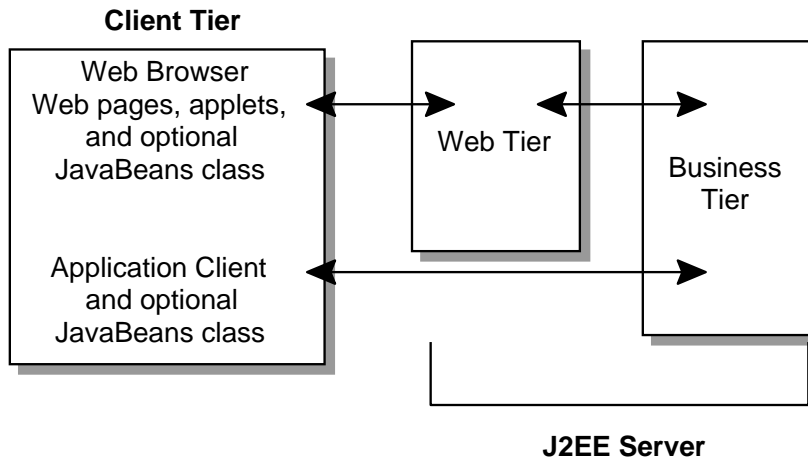 Client Tier
Web Browser
Web pages, applets,
and optional
JavaBeans class
Application Client
and optional
JavaBeans class
Web Tier
Business
Tier
J2EE Server